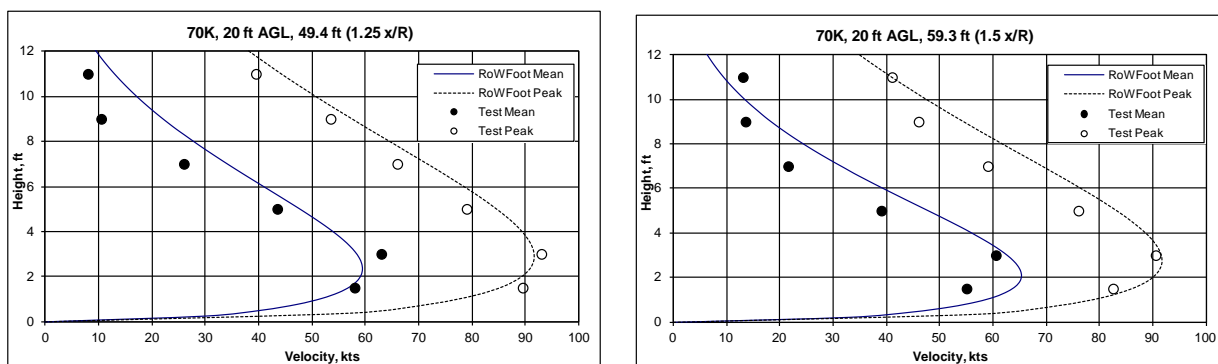 70K, 20 ft AGL, 49.4 ft (1.25 x/R)
Height, ft
12
10
8
6
4
2
0
RoWFoot Mean
RoWFoot Peak
Test Mean
Test Peak
0 10 20 30 40 50 60 70 80 90 100
Velocity, kts
70K, 20 ft AGL, 59.3 ft (1.5 x/R)
Height, ft
12
10
8
6
4
2
0
RoWFoot Mean
RoWFoot Peak
Test Mean
Test Peak
0 10 20 30 40 50 60 70 80 90 100
Velocity, kts